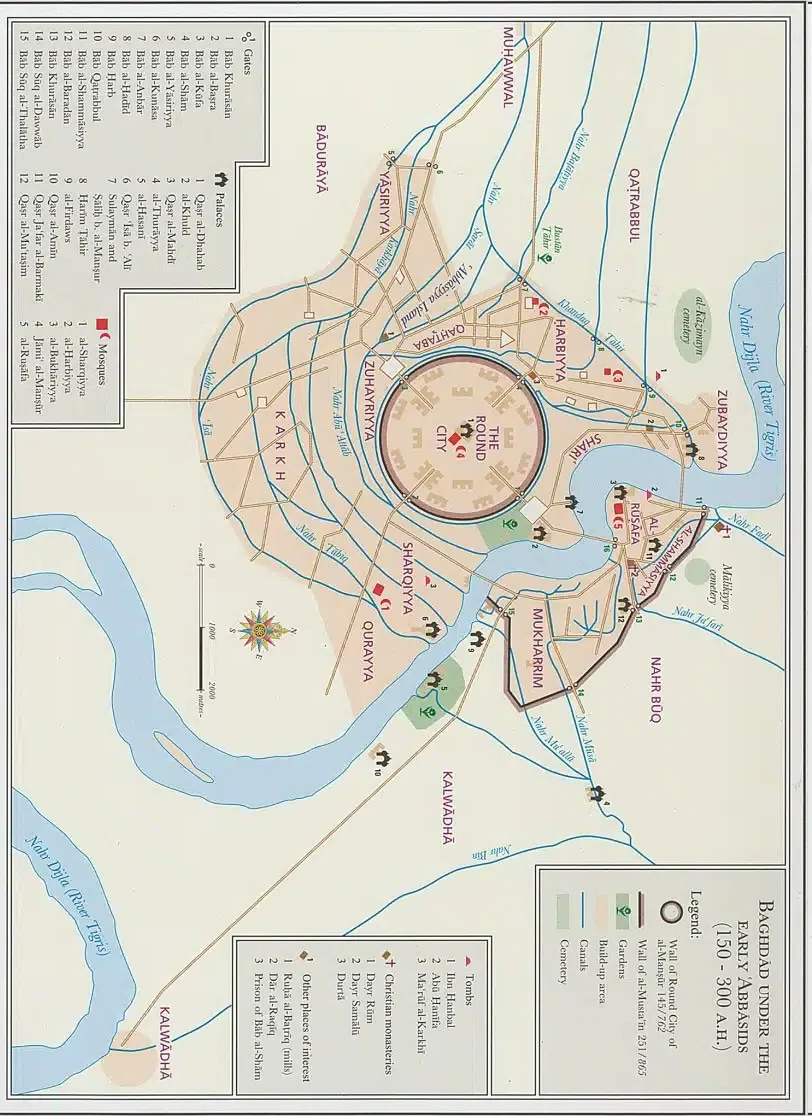 BAGHDĀD UNDER THE
EARLY ʿABBĀSIDS
(150 - 300 A.H.)
Legend:
Wall of Round City of
al-Manṣūr 145/762
Wall of al-Mustaʿīn 251/865
Gardens
Build-up area
Canals
Cemetery
Gates
1 Bāb Khurāsān
2 Bāb al-Baṣra
3 Bāb al-Kūfa
4 Bāb al-Shām
5 Bāb al-Yāsiriyya
6 Bāb al-Kunāsa
7 Bāb al-Anbār
8 Bāb al-Ḥadīd
9 Bāb Ḥarb
10 Bāb Qaṭrabbul
11 Bāb al-Shammāsiyya
12 Bāb al-Baradān
13 Bāb Khurāsān
14 Bāb Sūq al-Dawwāb
15 Bāb Sūq al-Thalātha
Palaces
1 Qaṣr al-Dhahab
2 al-Khuld
3 Qaṣr al-Mahdī
4 al-Thurāyya
5 al-Ḥasanī
6 Qaṣr ʿĪsā b. ʿAlī
7 Sulaymān and
Ṣāliḥ b. al-Manṣur
8 Ḥarīm Ṭāhir
9 al-Firdaws
10 Qaṣr al-Amīn
11 Qaṣr Jaʿfar al-Barmakī
12 Qaṣr al-Muʿtaṣim
Mosques
1 al-Sharqiyya
2 al-Ḥarbiyya
3 al-Bukhāriyya
4 Jāmiʿ al-Manṣūr
5 al-Ruṣāfa
Tombs
1 Ibn Ḥanbal
2 Abū Ḥanīfa
3 Maʿrūf al-Karkhī
Christian monasteries
1 Dayr Rūm
2 Dayr Samālū
3 Durtā
Other places of interest
1 Ruḥā al-Baṭrīq (mills)
2 Dār al-Raqīq
3 Prison of Bāb al-Shām
MUḤAWWAL
BĀDURĀYĀ
YĀSIRIYYA
QAṬRABBUL
Nahr Baṭāṭiyā
Bustān
Ṭāhir
Nahr
Ṣarāt
ʿAbbāsiyya Island
Nahr
Karkhāyā
QAḤṬABA
ḤARBIYYA
Khandaq
Ṭāhir
al-Kāẓimayn
cemetery
Nahr Dijla (River Tigris)
ZUBAYDIYYA
SHĀRIʿ
ZUHAYRIYYA
THE
ROUND
CITY
Nahr Abū ʿAttāb
KARKH
Nahr
ʿĪsā
Nahr Ṭābiq
SHARQIYYA
QURAYYA
AL
RUṢĀFA
AL-SHAMMĀSIYYA
Nahr Faḍl
Mālikiyya
cemetery
Nahr Jaʿfarī
MUKHARRIM
NAHR BŪQ
Nahr Mūsā
Nahr Muʿallā
KALWĀDHĀ
Nahr Bīn
scale
0
1000
2000
metres
N
W
E
S
Nahr Dijla (River Tigris)
KALWĀDHĀ